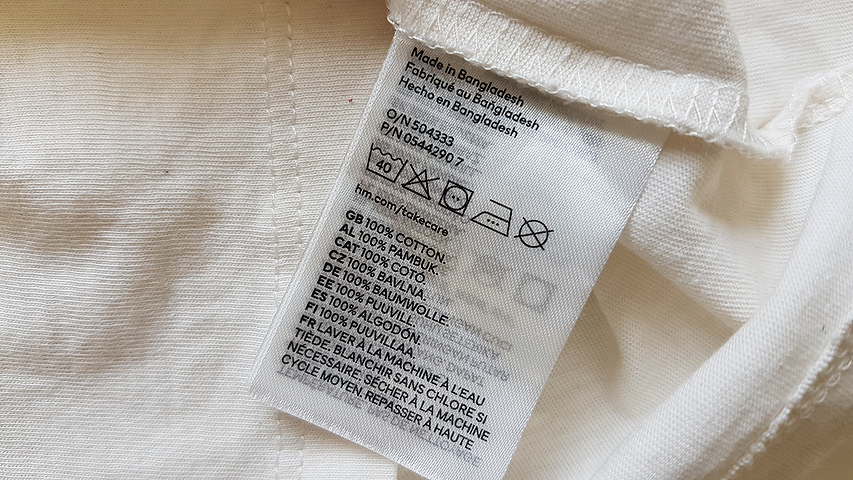 Made in Bangladesh
Fabriqué au Bangladesh
Hecho en Bangladesh
O/N 504333
P/N 0544290 7
40
hm.com/takecare
GB 100% COTTON.
AL 100% PAMBUK.
CAT 100% COTÓ.
CZ 100% BAVLNA.
DE 100% BAUMWOLLE.
EE 100% PUUVILL.
ES 100% ALGODÓN.
FI 100% PUUVILLAA.
FR LAVER À LA MACHINE À L'EAU
TIÈDE. BLANCHIR SANS CHLORE SI
NÉCESSAIRE. SÉCHER À LA MACHINE
CYCLE MOYEN. REPASSER À HAUTE